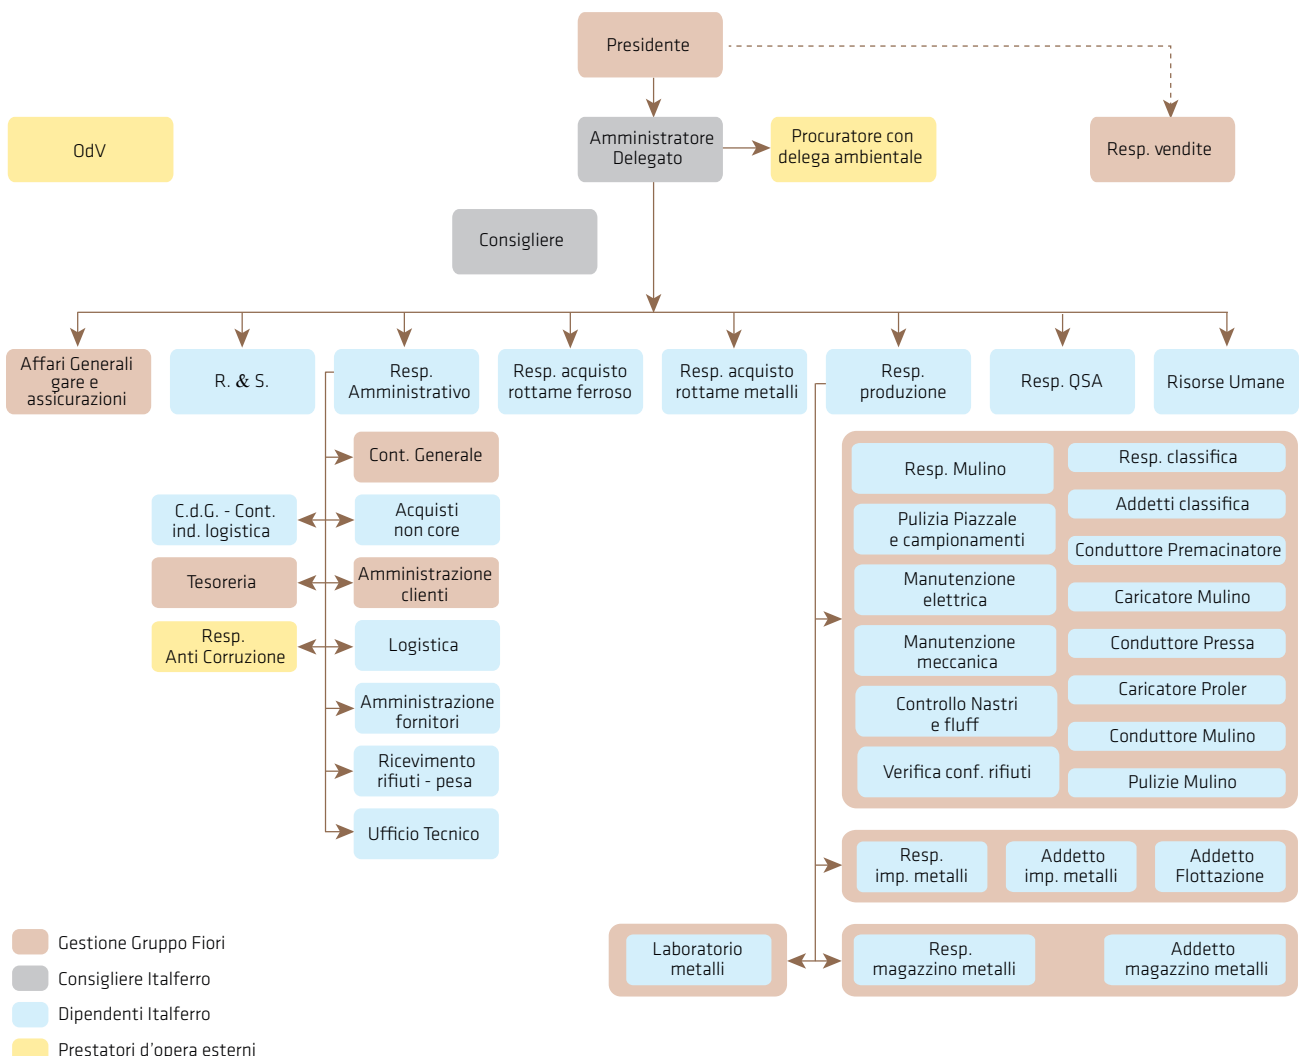 Presidente
OdV
Amministratore
Delegato
Procuratore con
delega ambientale
Resp. vendite
Consigliere
Affari Generali
gare e
assicurazioni
R. & S.
Resp.
Amministrativo
Resp. acquisto
rottame ferroso
Resp. acquisto
rottame metalli
Resp.
produzione
Resp. QSA
Risorse Umane
Cont. Generale
C.d.G. - Cont.
ind. logistica
Acquisti
non core
Tesoreria
Amministrazione
clienti
Resp.
Anti Corruzione
Logistica
Amministrazione
fornitori
Ricevimento
rifiuti - pesa
Ufficio Tecnico
Resp. Mulino
Pulizia Piazzale
e campionamenti
Manutenzione
elettrica
Manutenzione
meccanica
Controllo Nastri
e fluff
Verifica conf. rifiuti
Resp. classifica
Addetti classifica
Conduttore Premacinatore
Caricatore Mulino
Conduttore Pressa
Caricatore Proler
Conduttore Mulino
Pulizie Mulino
Resp.
imp. metalli
Addetto
imp. metalli
Addetto
Flottazione
Laboratorio
metalli
Resp.
magazzino metalli
Addetto
magazzino metalli
Gestione Gruppo Fiori
Consigliere Italferro
Dipendenti Italferro
Prestatori d'opera esterni